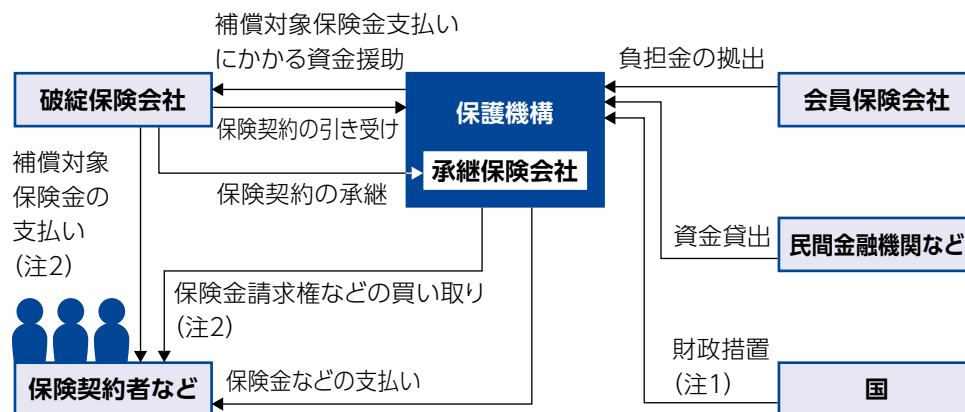 補償対象保険金支払い
にかかる資金援助
負担金の拠出
破綻保険会社
保護機構
会員保険会社
保険契約の引き受け
補償対象
保険金の
支払い
(注2)
承継保険会社
保険契約の承継
資金貸出
民間金融機関など
保険金請求権などの買い取り
(注2)
財政措置
(注1)
保険契約者など
保険金などの支払い
国